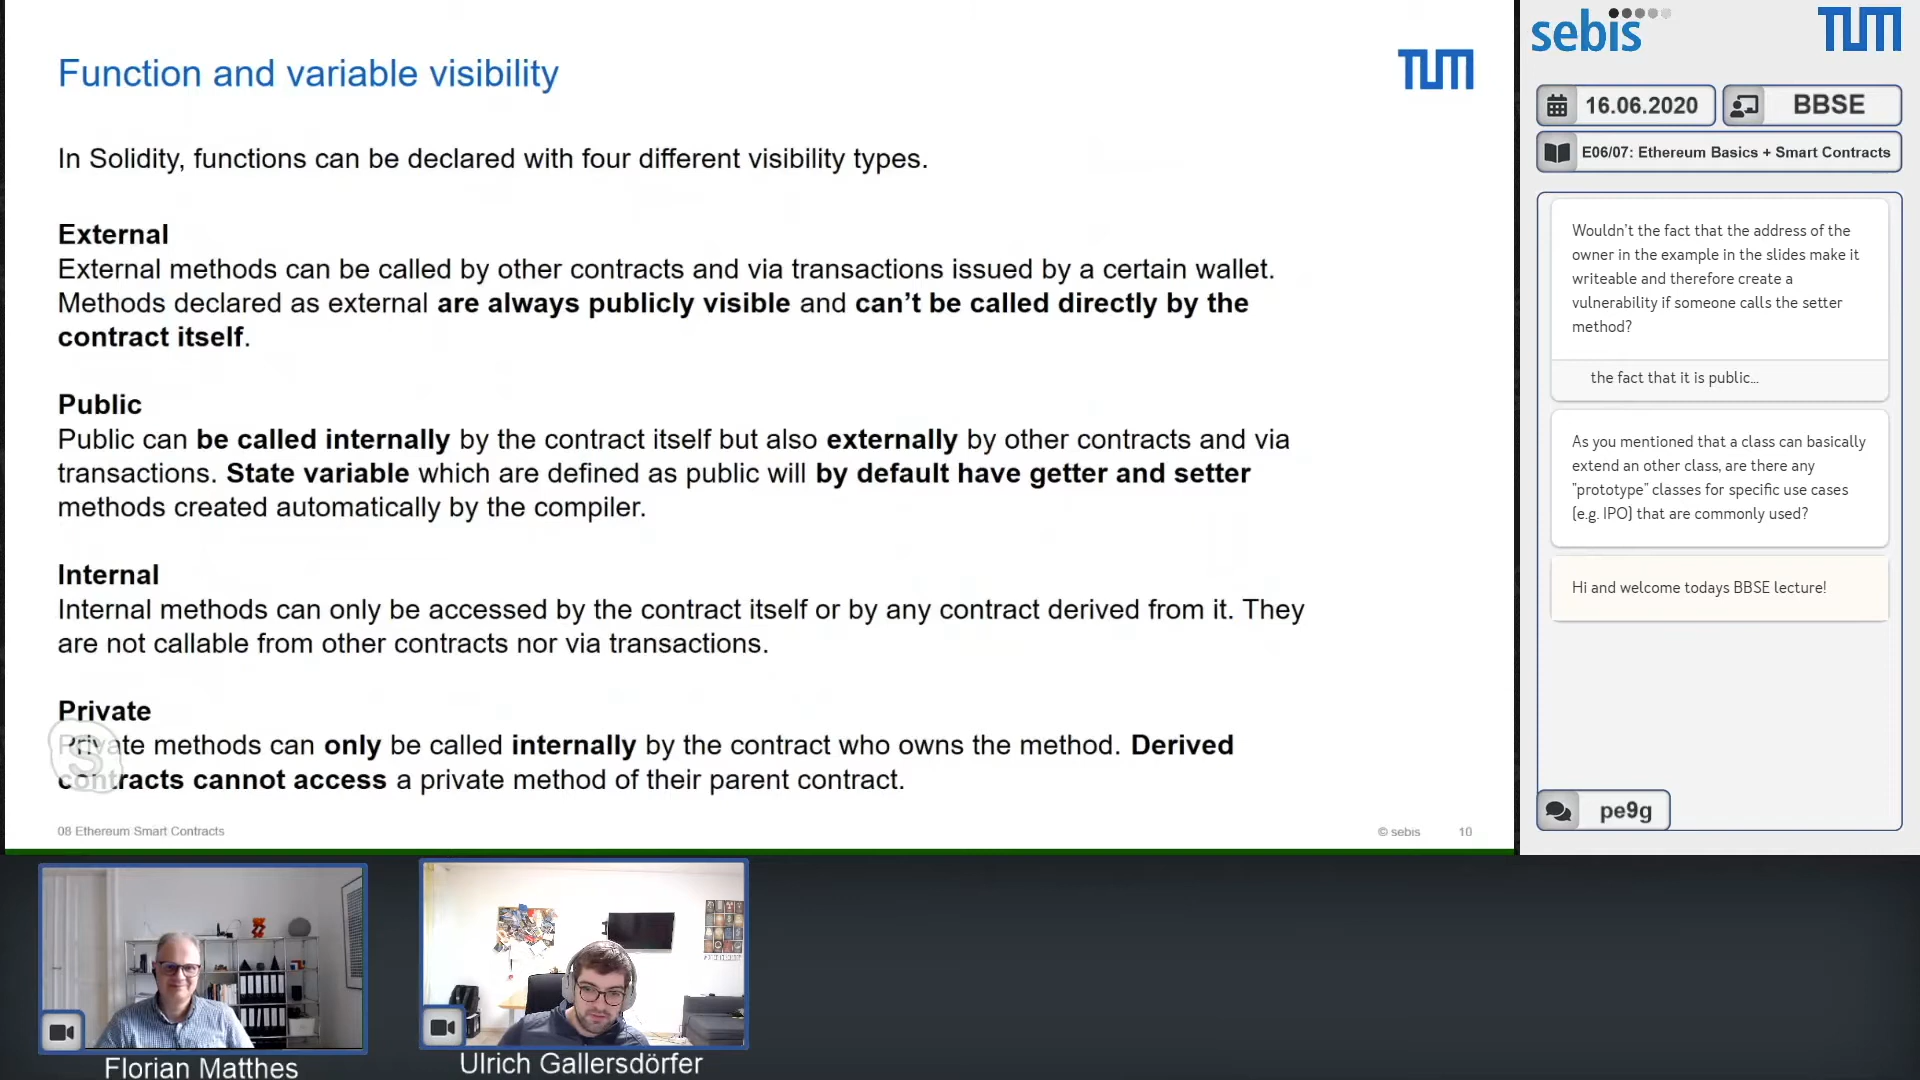 Function and variable visibility
TUM
In Solidity, functions can be declared with four different visibility types.
External
External methods can be called by other contracts and via transactions issued by a certain wallet.
Methods declared as external are always publicly visible and can’t be called directly by the
contract itself.
Public
Public can be called internally by the contract itself but also externally by other contracts and via
transactions. State variable which are defined as public will by default have getter and setter
methods created automatically by the compiler.
Internal
Internal methods can only be accessed by the contract itself or by any contract derived from it. They
are not callable from other contracts nor via transactions.
Private
Private methods can only be called internally by the contract who owns the method. Derived
contracts cannot access a private method of their parent contract.
08 Ethereum Smart Contracts
© sebis
10
sebis
TUM
16.06.2020
BBSE
E06/07: Ethereum Basics + Smart Contracts
Wouldn't the fact that the address of the
owner in the example in the slides make it
writeable and therefore create a
vulnerability if someone calls the setter
method?
the fact that it is public...
As you mentioned that a class can basically
extend an other class, are there any
"prototype" classes for specific use cases
(e.g. IPO) that are commonly used?
Hi and welcome todays BBSE lecture!
pe9g
Florian Matthes
Ulrich Gallersdörfer